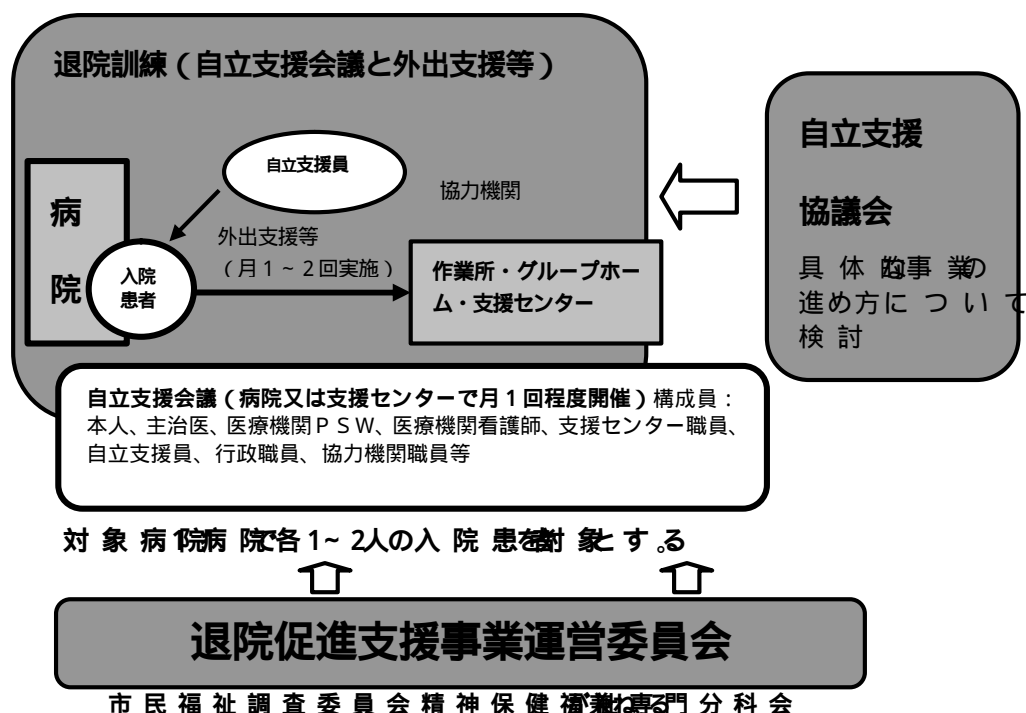 退院訓練（自立支援会議と外出支援等）
自立支援員
協力機関
病
院
入院
患者
外出支援等
（月１～２回実施）
作業所・グループホー
ム・支援センター
自立支援
協議会
具体的な事業の
進め方について
検討
自立支援会議（病院又は支援センターで月１回程度開催）構成員：
本人、主治医、医療機関ＰＳＷ、医療機関看護師、支援センター職員、
自立支援員、行政職員、協力機関職員等
対象病院 病院で各1~2人の入院患者を対象とする。
退院促進支援事業運営委員会
市民福祉調査委員会精神保健福祉専門分科会が兼ねる